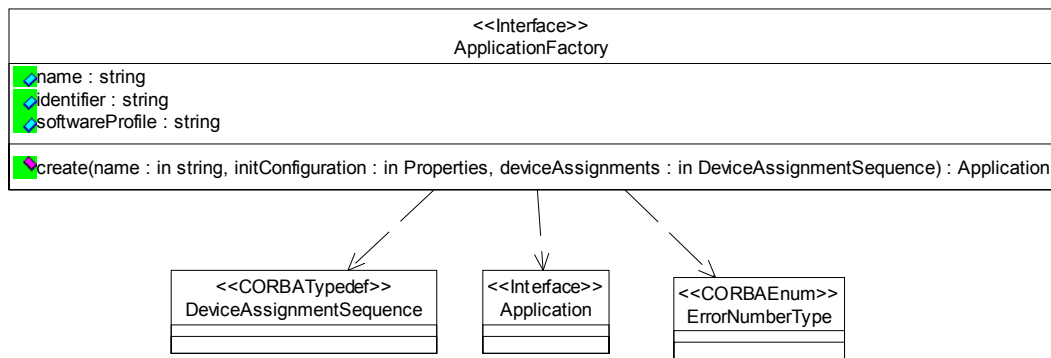 <<Interface>>
ApplicationFactory
name : string
identifier : string
softwareProfile : string
create(name : in string, initConfiguration : in Properties, deviceAssignments : in DeviceAssignmentSequence) : Application
<<CORBATypedef>>
DeviceAssignmentSequence
<<Interface>>
Application
<<CORBAEnum>>
ErrorNumberType